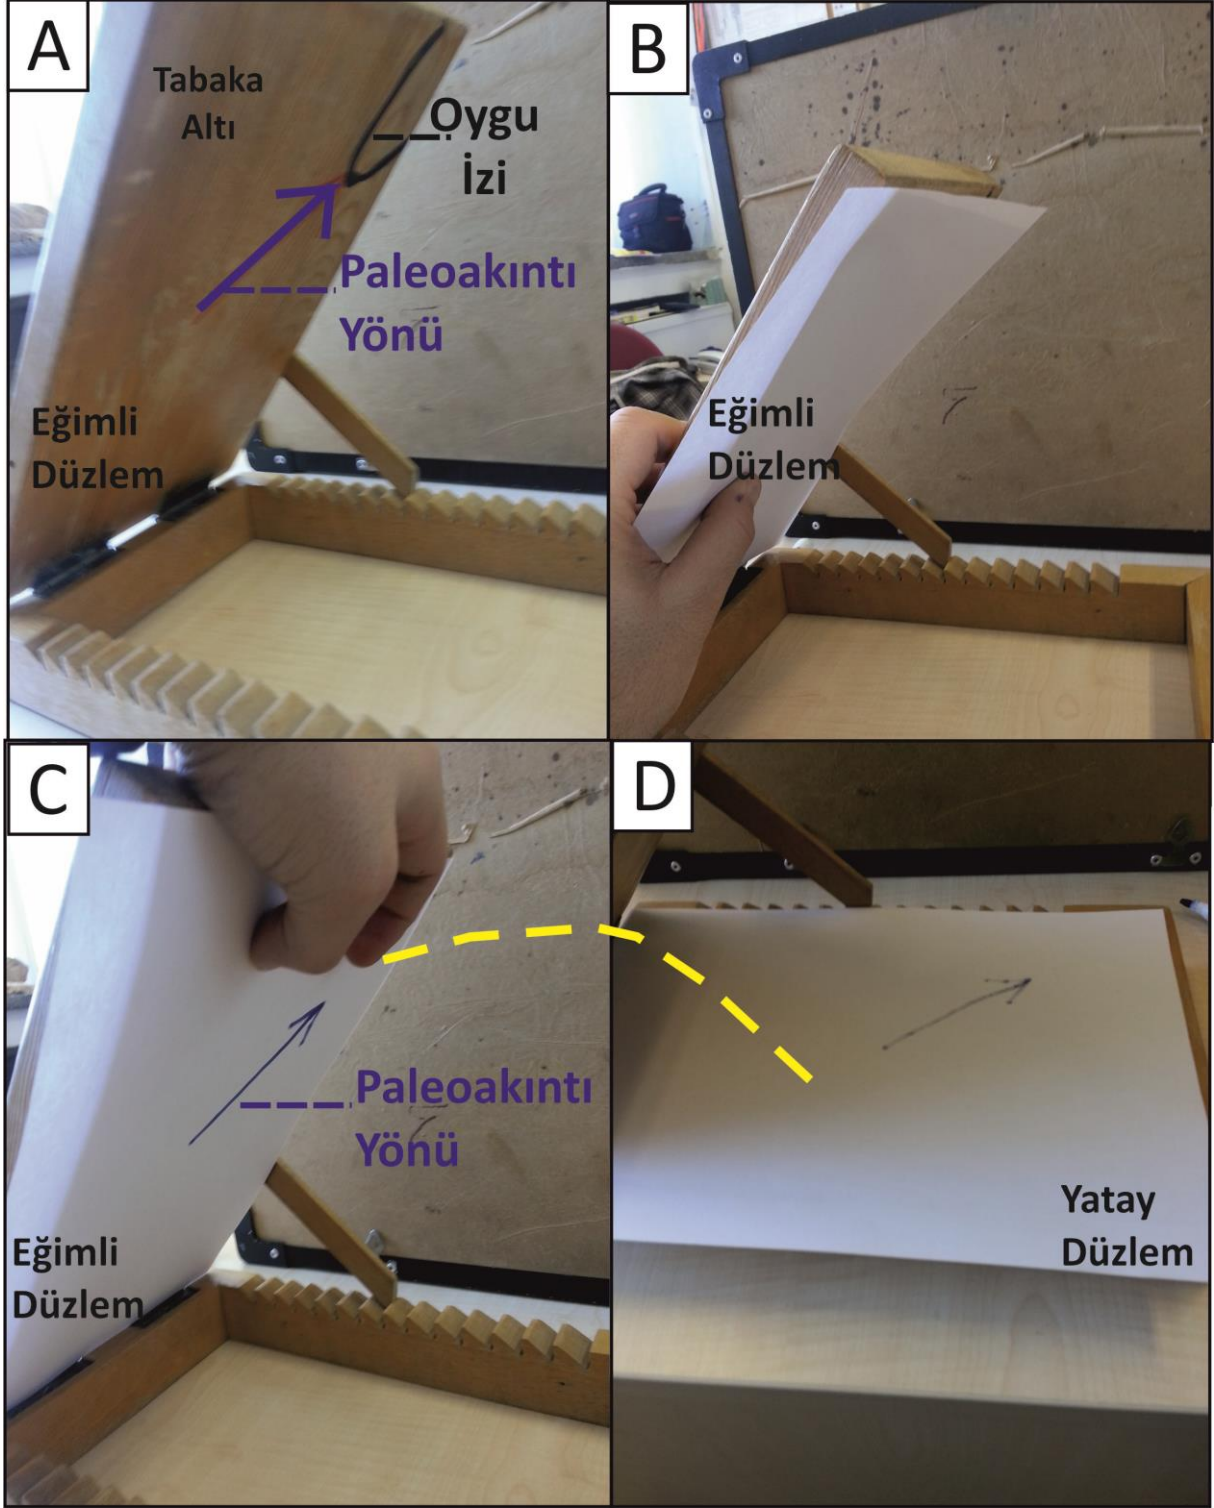 A
Tabaka
Altı
Oygu
İzi
Paleoakıntı
Yönü
Eğimli
Düzlem
B
Eğimli
Düzlem
C
Paleoakıntı
Yönü
Eğimli
Düzlem
D
Yatay
Düzlem